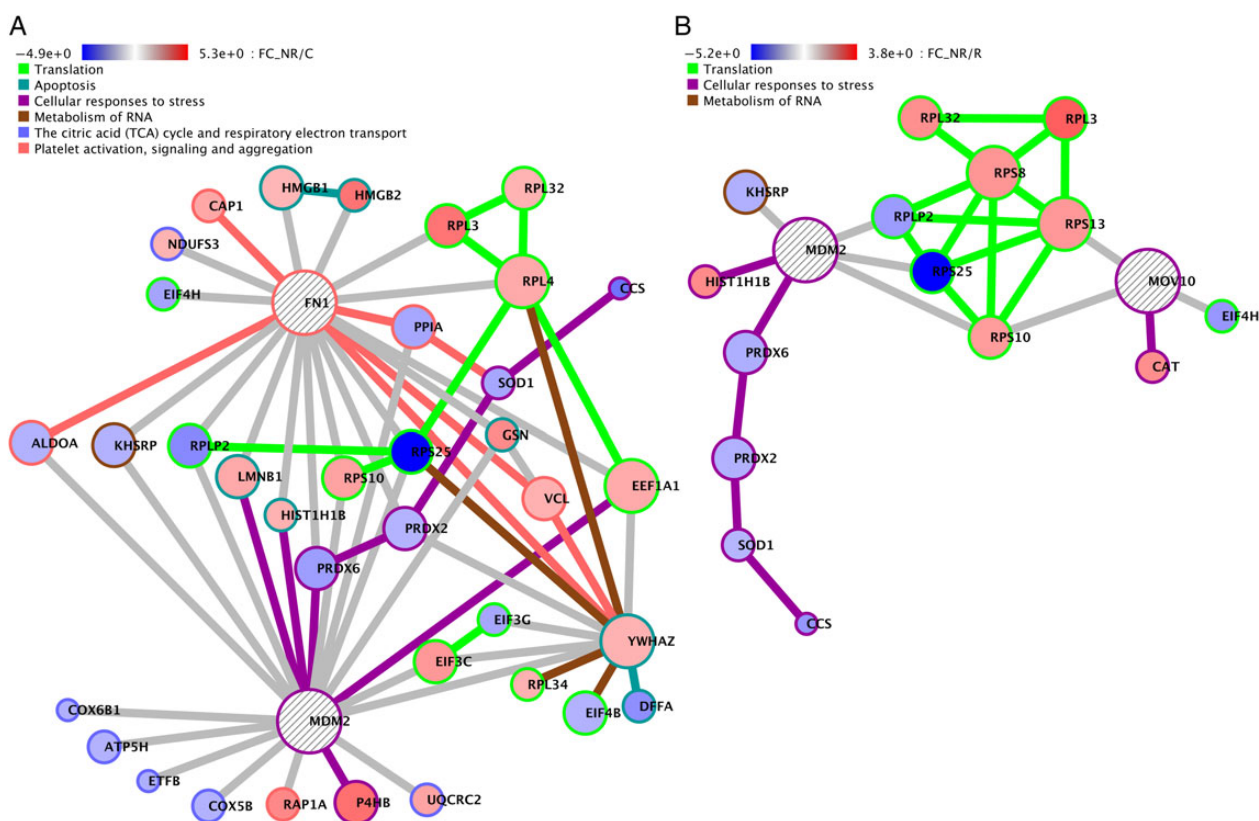 A
−4.9e+0 5.3e+0 : FC_NR/C
Translation
Apoptosis
Cellular responses to stress
Metabolism of RNA
The citric acid (TCA) cycle and respiratory electron transport
Platelet activation, signaling and aggregation
HMGB1
HMGB2
CAP1
RPL32
RPL3
NDUFS3
EIF4H
FN1
RPL4
CCS
PPIA
SOD1
ALDOA
KHSRP
RPLP2
GSN
RPS25
LMNB1
RPS10
VCL
EEF1A1
HIST1H1B
PRDX2
PRDX6
EIF3G
YWHAZ
EIF3C
RPL34
EIF4B
DFFA
COX6B1
MDM2
ATP5H
ETFB
COX5B
RAP1A
P4HB
UQCRC2
B
−5.2e+0 3.8e+0 : FC_NR/R
Translation
Cellular responses to stress
Metabolism of RNA
RPL32
RPL3
RPS8
KHSRP
RPLP2
RPS13
MDM2
RPS25
HIST1H1B
MOV10
EIF4H
RPS10
PRDX6
CAT
PRDX2
SOD1
CCS